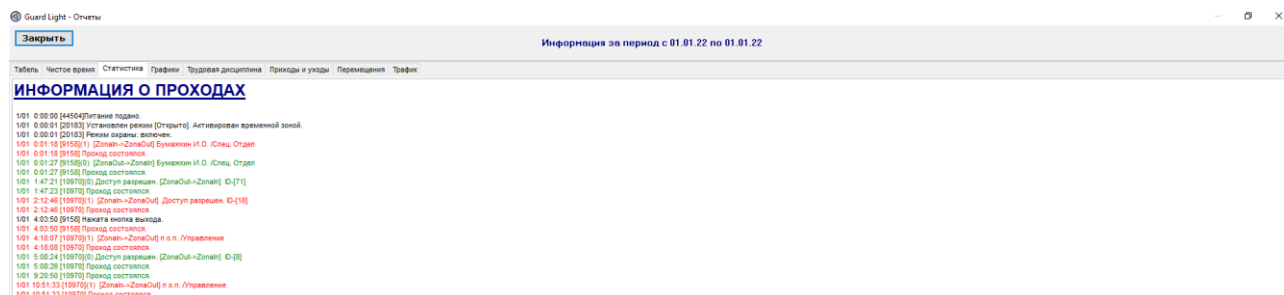 Guard Light - Отчеты
Закрыть
Информация за период с 01.01.22 по 01.01.22
Табель Чистое время Статистика Графики Трудовая дисциплина Приходы и уходы Перемещения Трафик
ИНФОРМАЦИЯ О ПРОХОДАХ
1/01 0:00:00 [44504]Питание подано.
1/01 0:00:01 [20183] Установлен режим [Открыто]. Активирован временной зоной.
1/01 0:00:01 [20183] Режим охраны: включен.
1/01 0:01:18 [9158](1) [ZonaIn->ZonaOut] Бумажкин И.О. /Спец. Отдел
1/01 0:01:18 [9158] Проход состоялся.
1/01 0:01:27 [9158](0) [ZonaOut->ZonaIn] Бумажкин И.О. /Спец. Отдел
1/01 0:01:27 [9158] Проход состоялся.
1/01 1:47:21 [10970](0) Доступ разрешен. [ZonaOut->ZonaIn] ID-[71]
1/01 1:47:23 [10970] Проход состоялся.
1/01 2:12:46 [10970](1) [ZonaIn->ZonaOut] Доступ разрешен. ID-[18]
1/01 2:12:46 [10970] Проход состоялся.
1/01 4:03:50 [9158] Нажата кнопка выхода.
1/01 4:03:50 [9158] Проход состоялся.
1/01 4:18:07 [10970](1) [ZonaIn->ZonaOut] п о.п. /Управление
1/01 4:18:08 [10970] Проход состоялся.
1/01 5:08:24 [10970](0) Доступ разрешен. [ZonaOut->ZonaIn] ID-[8]
1/01 5:08:26 [10970] Проход состоялся.
1/01 9:20:50 [10970] Проход состоялся.
1/01 10:51:33 [10970](1) [ZonaIn->ZonaOut] п о.п. /Управление
1/01 10:51:33 [10970] Проход состоялся.